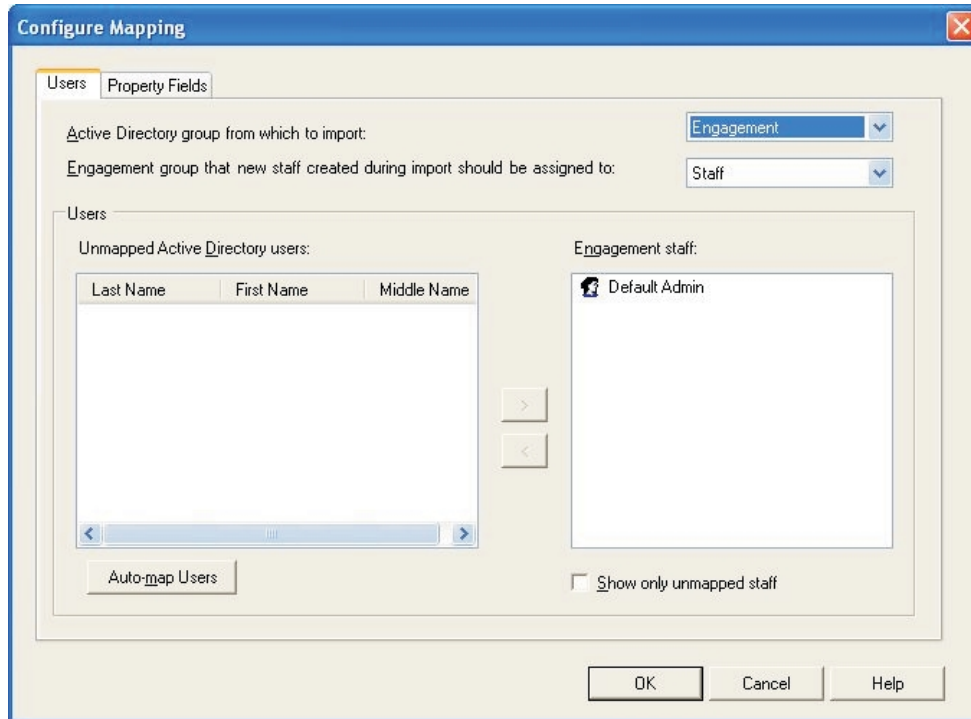 Configure Mapping
Users
Property Fields
Active Directory group from which to import:
Engagement
Engagement group that new staff created during import should be assigned to:
Staff
Users
Unmapped Active Directory users:
Engagement staff:
Last Name
First Name
Middle Name
Default Admin
>
<
Auto-map Users
Show only unmapped staff
OK
Cancel
Help